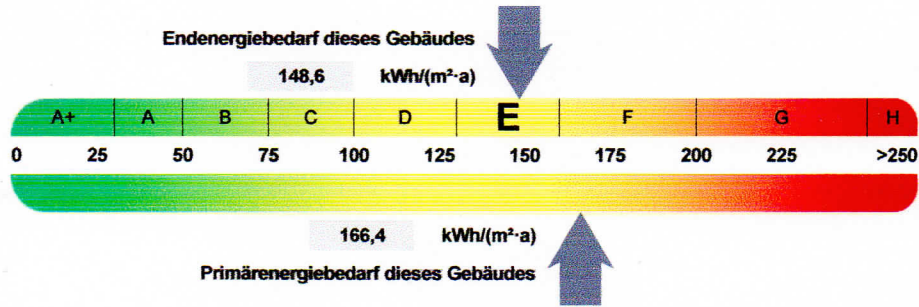 Endenergiebedarf dieses Gebäudes
148,6 kWh/(m²·a)
A+ A B C D E F G H
0 25 50 75 100 125 150 175 200 225 >250
166,4 kWh/(m²·a)
Primärenergiebedarf dieses Gebäudes